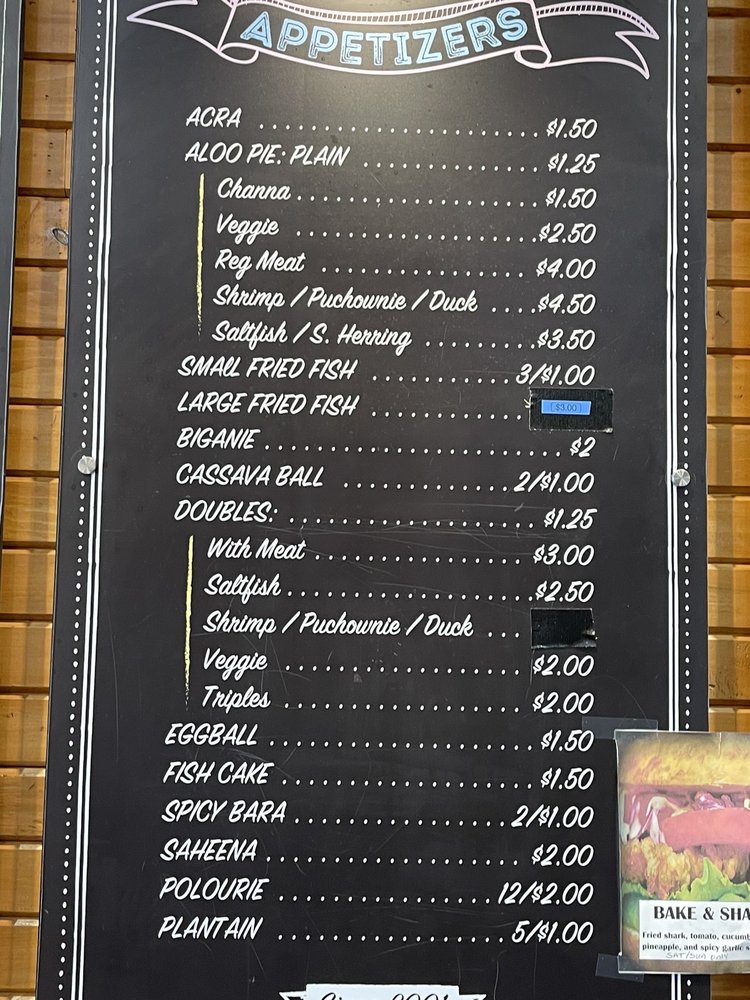 APPETIZERS
ACRA ........................ $1.50
ALOO PIE: PLAIN ............... $1.25
Channa ..................... $1.50
Veggie ..................... $2.50
Reg Meat .................. $4.00
Shrimp / Puchownie / Duck .... $4.50
Saltfish / S. Herring ......... $3.50
SMALL FRIED FISH ............ 3/$1.00
LARGE FRIED FISH ............ [ $3.00 ]
BIGANIE .......................... $2
CASSAVA BALL .............. 2/$1.00
DOUBLES: ..................... $1.25
With Meat ................... $3.00
Saltfish ..................... $2.50
Shrimp / Puchownie / Duck ...
Veggie ..................... $2.00
Triples ..................... $2.00
EGGBALL ....................... $1.50
FISH CAKE ...................... $1.50
SPICY BARA ................... 2/$1.00
SAHEENA ...................... $2.00
POLOURIE ................... 12/$2.00
PLANTAIN .................... 5/$1.00
BAKE & SHA
Fried shark, tomato, cucumb
pineapple, and spicy garlic s
SAT/SUN ONLY